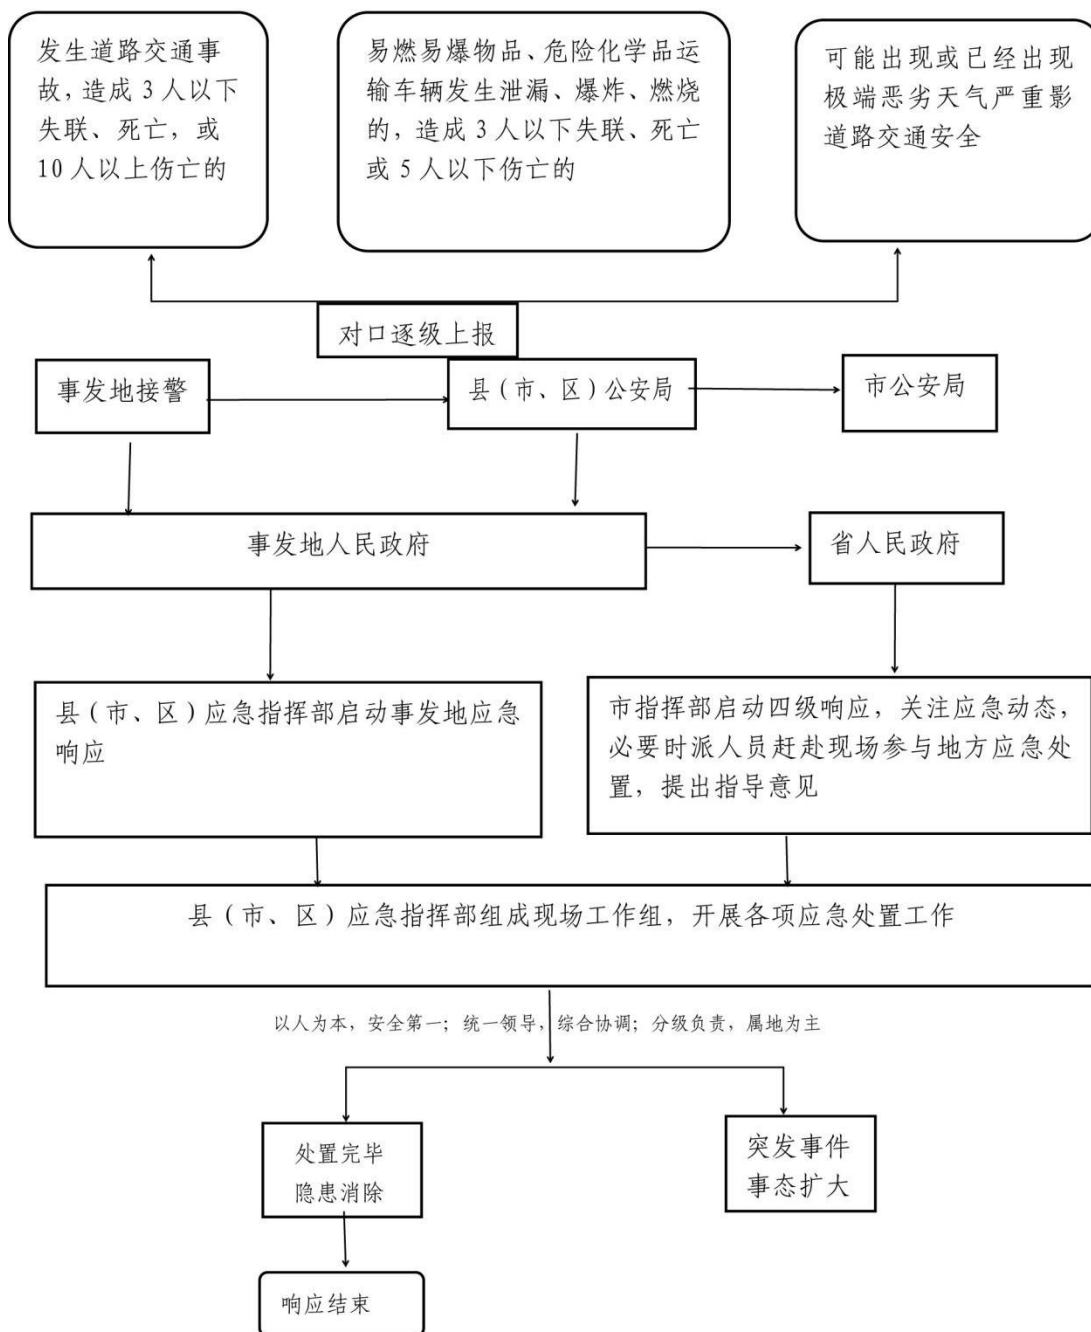 发生道路交通事
故，造成 3 人以下
失联、死亡，或
10 人以上伤亡的
易燃易爆物品、危险化学品运
输车辆发生泄漏、爆炸、燃烧
的，造成 3 人以下失联、死亡
或 5 人以下伤亡的
可能出现或已经出现
极端恶劣天气严重影
道路交通安全
对口逐级上报
事发地接警
县（市、区）公安局
市公安局
事发地人民政府
省人民政府
县（市、区）应急指挥部启动事发地应急
响应
市指挥部启动四级响应，关注应急动态，
必要时派人员赶赴现场参与地方应急处
置，提出指导意见
县（市、区）应急指挥部组成现场工作组，开展各项应急处置工作
以人为本，安全第一；统一领导，综合协调；分级负责，属地为主
处置完毕
隐患消除
突发事件
事态扩大
响应结束